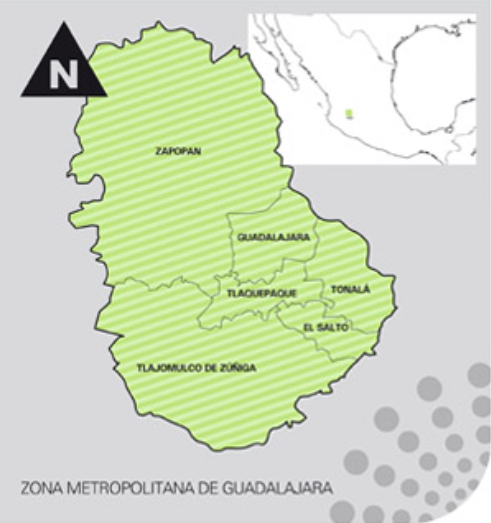 N
ZAPOPAN
GUADALAJARA
TLAQUEPAQUE
TONALÁ
EL SALTO
TLAJOMULCO DE ZÚÑIGA
ZONA METROPOLITANA DE GUADALAJARA